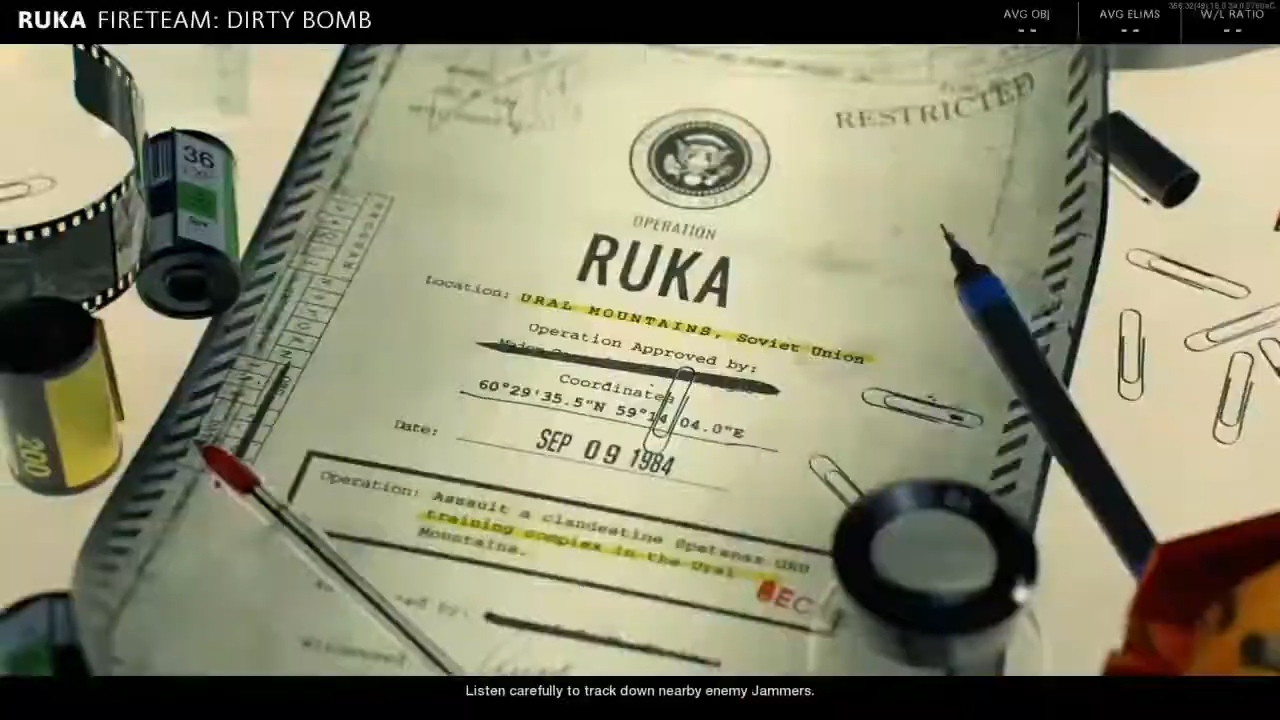 RUKA FIRETEAM: DIRTY BOMB
AVG OBJ
--
AVG ELIMS
--
W/L RATIO
--
36
200
RESTRICTED
OPERATION
RUKA
Location: URAL MOUNTAINS, Soviet Union
Operation Approved by:
Coordinates
60°29'35.5"N 59°14 04.0"E
Date: SEP 09 1984
Operation: Assault a clandestine Spetsnaz GRU
training complex in the Ural
Mountains.
Listen carefully to track down nearby enemy Jammers.